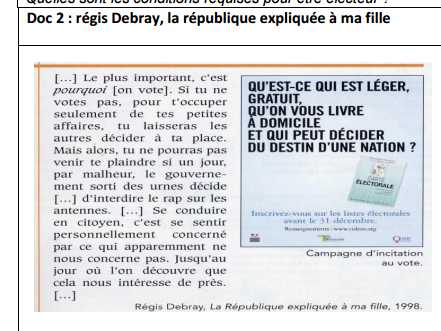 Quelles sont les conditions requises pour être électeur ?
Doc 2 : régis Debray, la république expliquée à ma fille
[…] Le plus important, c'est
pourquoi [on vote]. Si tu ne
votes pas, pour t'occuper
seulement de tes petites
affaires, tu laisseras les
autres décider à ta place.
Mais alors, tu ne pourras pas
venir te plaindre si un jour,
par malheur, le gouverne-
ment sorti des urnes décide
[…] d'interdire le rap sur les
antennes. […] Se conduire
en citoyen, c'est se sentir
personnellement concerné
par ce qui apparemment ne
nous concerne pas. Jusqu'au
jour où l'on découvre que
cela nous intéresse de près.
[…]
QU'EST-CE QUI EST LÉGER,
GRATUIT,
QU'ON VOUS LIVRE
À DOMICILE
ET QUI PEUT DÉCIDER
DU DESTIN D'UNE NATION ?
CARTE
ÉLECTORALE
Inscrivez-vous sur les listes électorales
avant le 31 décembre.
Renseignements : www.cidem.org
Campagne d'incitation
au vote.
Régis Debray, La République expliquée à ma fille, 1998.